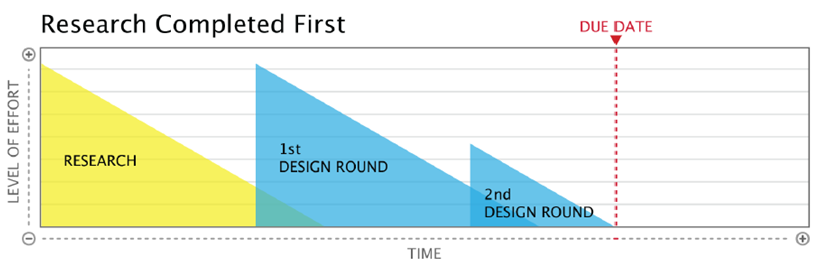 Research Completed First
DUE DATE
LEVEL OF EFFORT
RESEARCH
1st
DESIGN ROUND
2nd
DESIGN ROUND
TIME